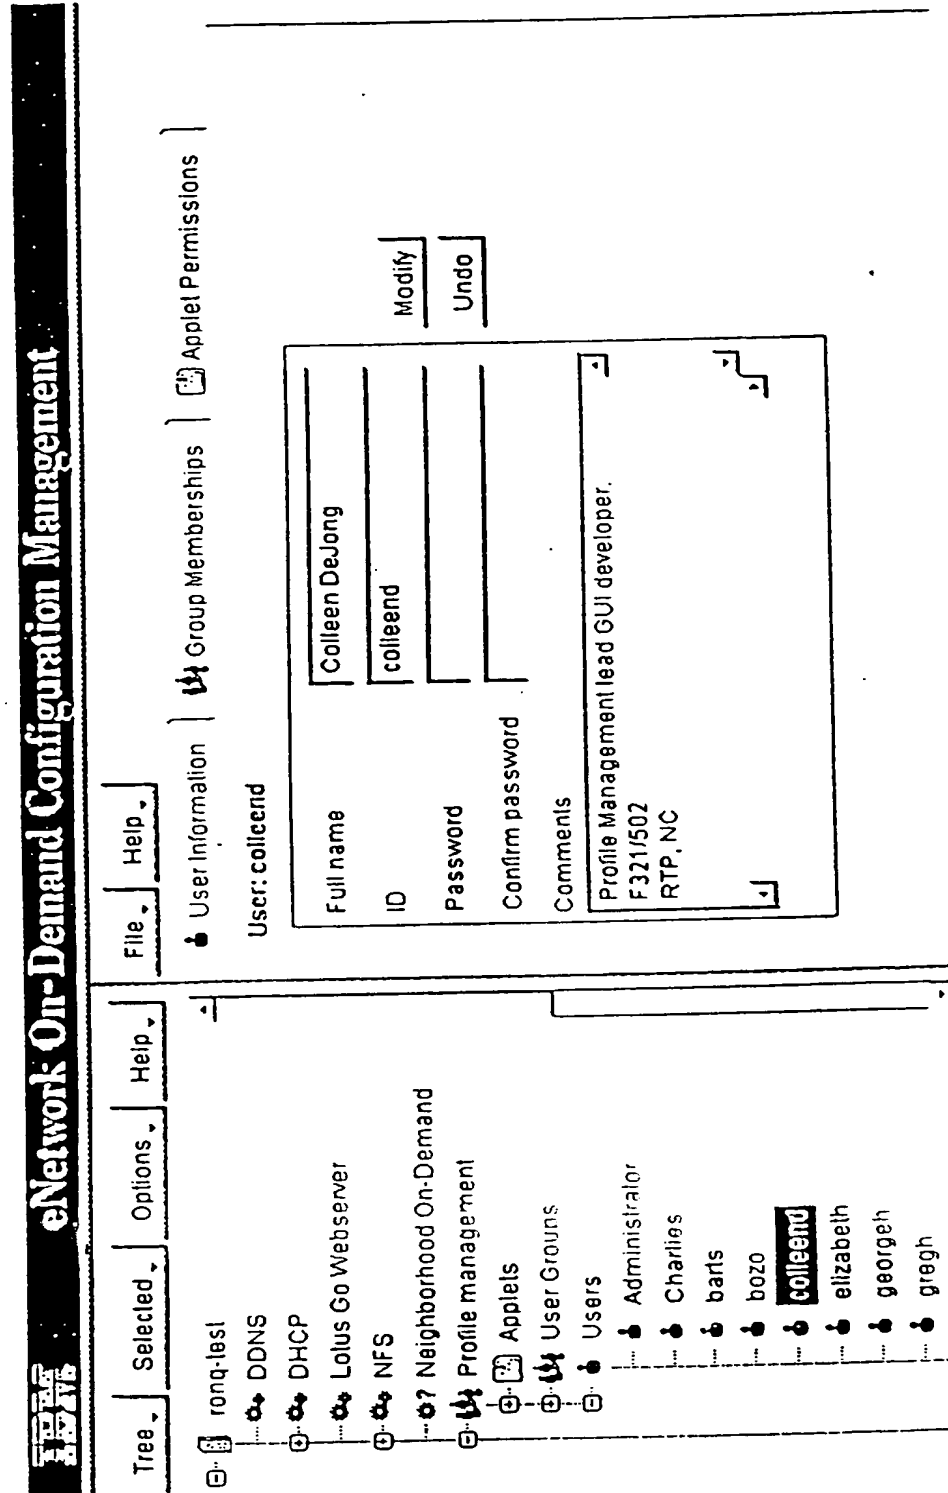 IBM eNetwork On-Demand Configuration Management
Tree Selected Options Help
ronq-test
DDNS
DHCP
Lotus Go Webserver
NFS
? Neighborhood On-Demand
Profile management
Applets
User Groups
Users
Administrator
Charlies
barts
bozo
colleend
elizabeth
georgeh
gregh
File Help
User Information Group Memberships Applet Permissions
User: colleend
Full name Colleen DeJong
ID colleend
Password
Confirm password
Comments
Profile Management lead GUI developer.
F321/502
RTP, NC
Modify
Undo